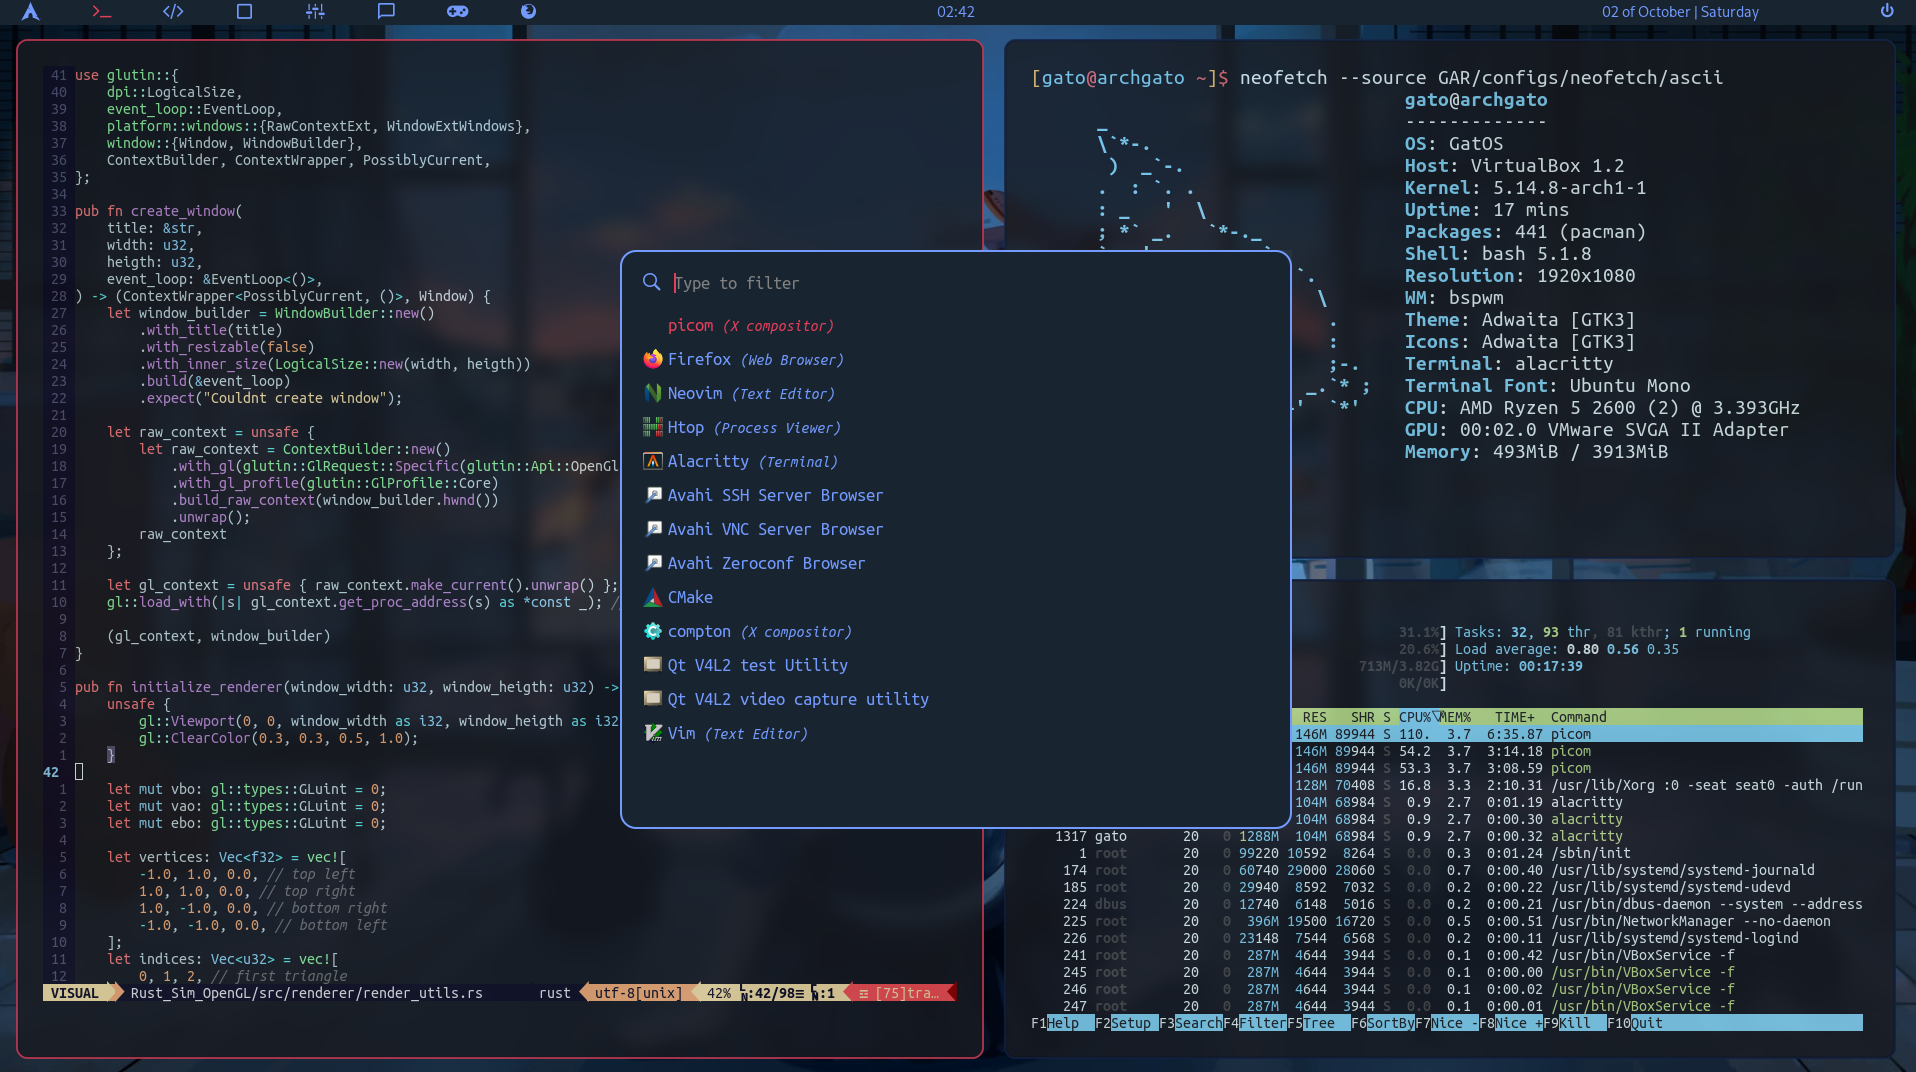 02:42
02 of October | Saturday
41 use glutin::{
40 dpi::LogicalSize,
39 event_loop::EventLoop,
38 platform::windows::{RawContextExt, WindowExtWindows},
37 window::{Window, WindowBuilder},
36 ContextBuilder, ContextWrapper, PossiblyCurrent,
35 };
34
33 pub fn create_window(
32 title: &str,
31 width: u32,
30 heigth: u32,
29 event_loop: &EventLoop<()>,
28 ) -> (ContextWrapper<PossiblyCurrent, ()>, Window) {
27 let window_builder = WindowBuilder::new()
26 .with_title(title)
25 .with_resizable(false)
24 .with_inner_size(LogicalSize::new(width, heigth))
23 .build(&event_loop)
22 .expect("Couldnt create window");
21
20 let raw_context = unsafe {
19 let raw_context = ContextBuilder::new()
18 .with_gl(glutin::GlRequest::Specific(glutin::Api::OpenGl
17 .with_gl_profile(glutin::GlProfile::Core)
16 .build_raw_context(window_builder.hwnd())
15 .unwrap();
14 raw_context
13 };
12
11 let gl_context = unsafe { raw_context.make_current().unwrap() };
10 gl::load_with(|s| gl_context.get_proc_address(s) as *const _); /
9
8 (gl_context, window_builder)
7 }
6
5 pub fn initialize_renderer(window_width: u32, window_heigth: u32) ->
4 unsafe {
3 gl::Viewport(0, 0, window_width as i32, window_heigth as i32
2 gl::ClearColor(0.3, 0.3, 0.5, 1.0);
1 }
42
1 let mut vbo: gl::types::GLuint = 0;
2 let mut vao: gl::types::GLuint = 0;
3 let mut ebo: gl::types::GLuint = 0;
4
5 let vertices: Vec<f32> = vec![
6 -1.0, 1.0, 0.0, // top left
7 1.0, 1.0, 0.0, // top right
8 1.0, -1.0, 0.0, // bottom right
9 -1.0, -1.0, 0.0, // bottom left
10 ];
11 let indices: Vec<u32> = vec![
12 0, 1, 2, // first triangle
VISUAL Rust_Sim_OpenGL/src/renderer/render_utils.rs rust utf-8[unix] 42% :42/98≡ :1 [75]tra…
Type to filter
picom (X compositor)
Firefox (Web Browser)
Neovim (Text Editor)
Htop (Process Viewer)
Alacritty (Terminal)
Avahi SSH Server Browser
Avahi VNC Server Browser
Avahi Zeroconf Browser
CMake
compton (X compositor)
Qt V4L2 test Utility
Qt V4L2 video capture utility
Vim (Text Editor)
[gato@archgato ~]$ neofetch --source GAR/configs/neofetch/ascii
gato@archgato
-------------
OS: GatOS
Host: VirtualBox 1.2
Kernel: 5.14.8-arch1-1
Uptime: 17 mins
Packages: 441 (pacman)
Shell: bash 5.1.8
Resolution: 1920x1080
WM: bspwm
Theme: Adwaita [GTK3]
Icons: Adwaita [GTK3]
Terminal: alacritty
Terminal Font: Ubuntu Mono
CPU: AMD Ryzen 5 2600 (2) @ 3.393GHz
GPU: 00:02.0 VMware SVGA II Adapter
Memory: 493MiB / 3913MiB
31.1%] Tasks: 32, 93 thr, 81 kthr; 1 running
20.6%] Load average: 0.80 0.56 0.35
713M/3.82G] Uptime: 00:17:39
0K/0K]
RES SHR S CPU%▽MEM% TIME+ Command
146M 89944 S 110. 3.7 6:35.87 picom
146M 89944 S 54.2 3.7 3:14.18 picom
146M 89944 S 53.3 3.7 3:08.59 picom
128M 70408 S 16.8 3.3 2:10.31 /usr/lib/Xorg :0 -seat seat0 -auth /run
104M 68984 S 0.9 2.7 0:01.19 alacritty
104M 68984 S 0.9 2.7 0:00.30 alacritty
1317 gato 20 0 1288M 104M 68984 S 0.9 2.7 0:00.32 alacritty
1 root 20 0 99220 10592 8264 S 0.0 0.3 0:01.24 /sbin/init
174 root 20 0 60740 29000 28060 S 0.0 0.7 0:00.40 /usr/lib/systemd/systemd-journald
185 root 20 0 29940 8592 7032 S 0.0 0.2 0:00.22 /usr/lib/systemd/systemd-udevd
224 dbus 20 0 12740 6148 5016 S 0.0 0.2 0:00.21 /usr/bin/dbus-daemon --system --address
225 root 20 0 396M 19500 16720 S 0.0 0.5 0:00.51 /usr/bin/NetworkManager --no-daemon
226 root 20 0 23148 7544 6568 S 0.0 0.2 0:00.11 /usr/lib/systemd/systemd-logind
241 root 20 0 287M 4644 3944 S 0.0 0.1 0:00.42 /usr/bin/VBoxService -f
245 root 20 0 287M 4644 3944 S 0.0 0.1 0:00.00 /usr/bin/VBoxService -f
246 root 20 0 287M 4644 3944 S 0.0 0.1 0:00.02 /usr/bin/VBoxService -f
247 root 20 0 287M 4644 3944 S 0.0 0.1 0:00.01 /usr/bin/VBoxService -f
F1Help F2Setup F3SearchF4FilterF5Tree F6SortByF7Nice -F8Nice +F9Kill F10Quit